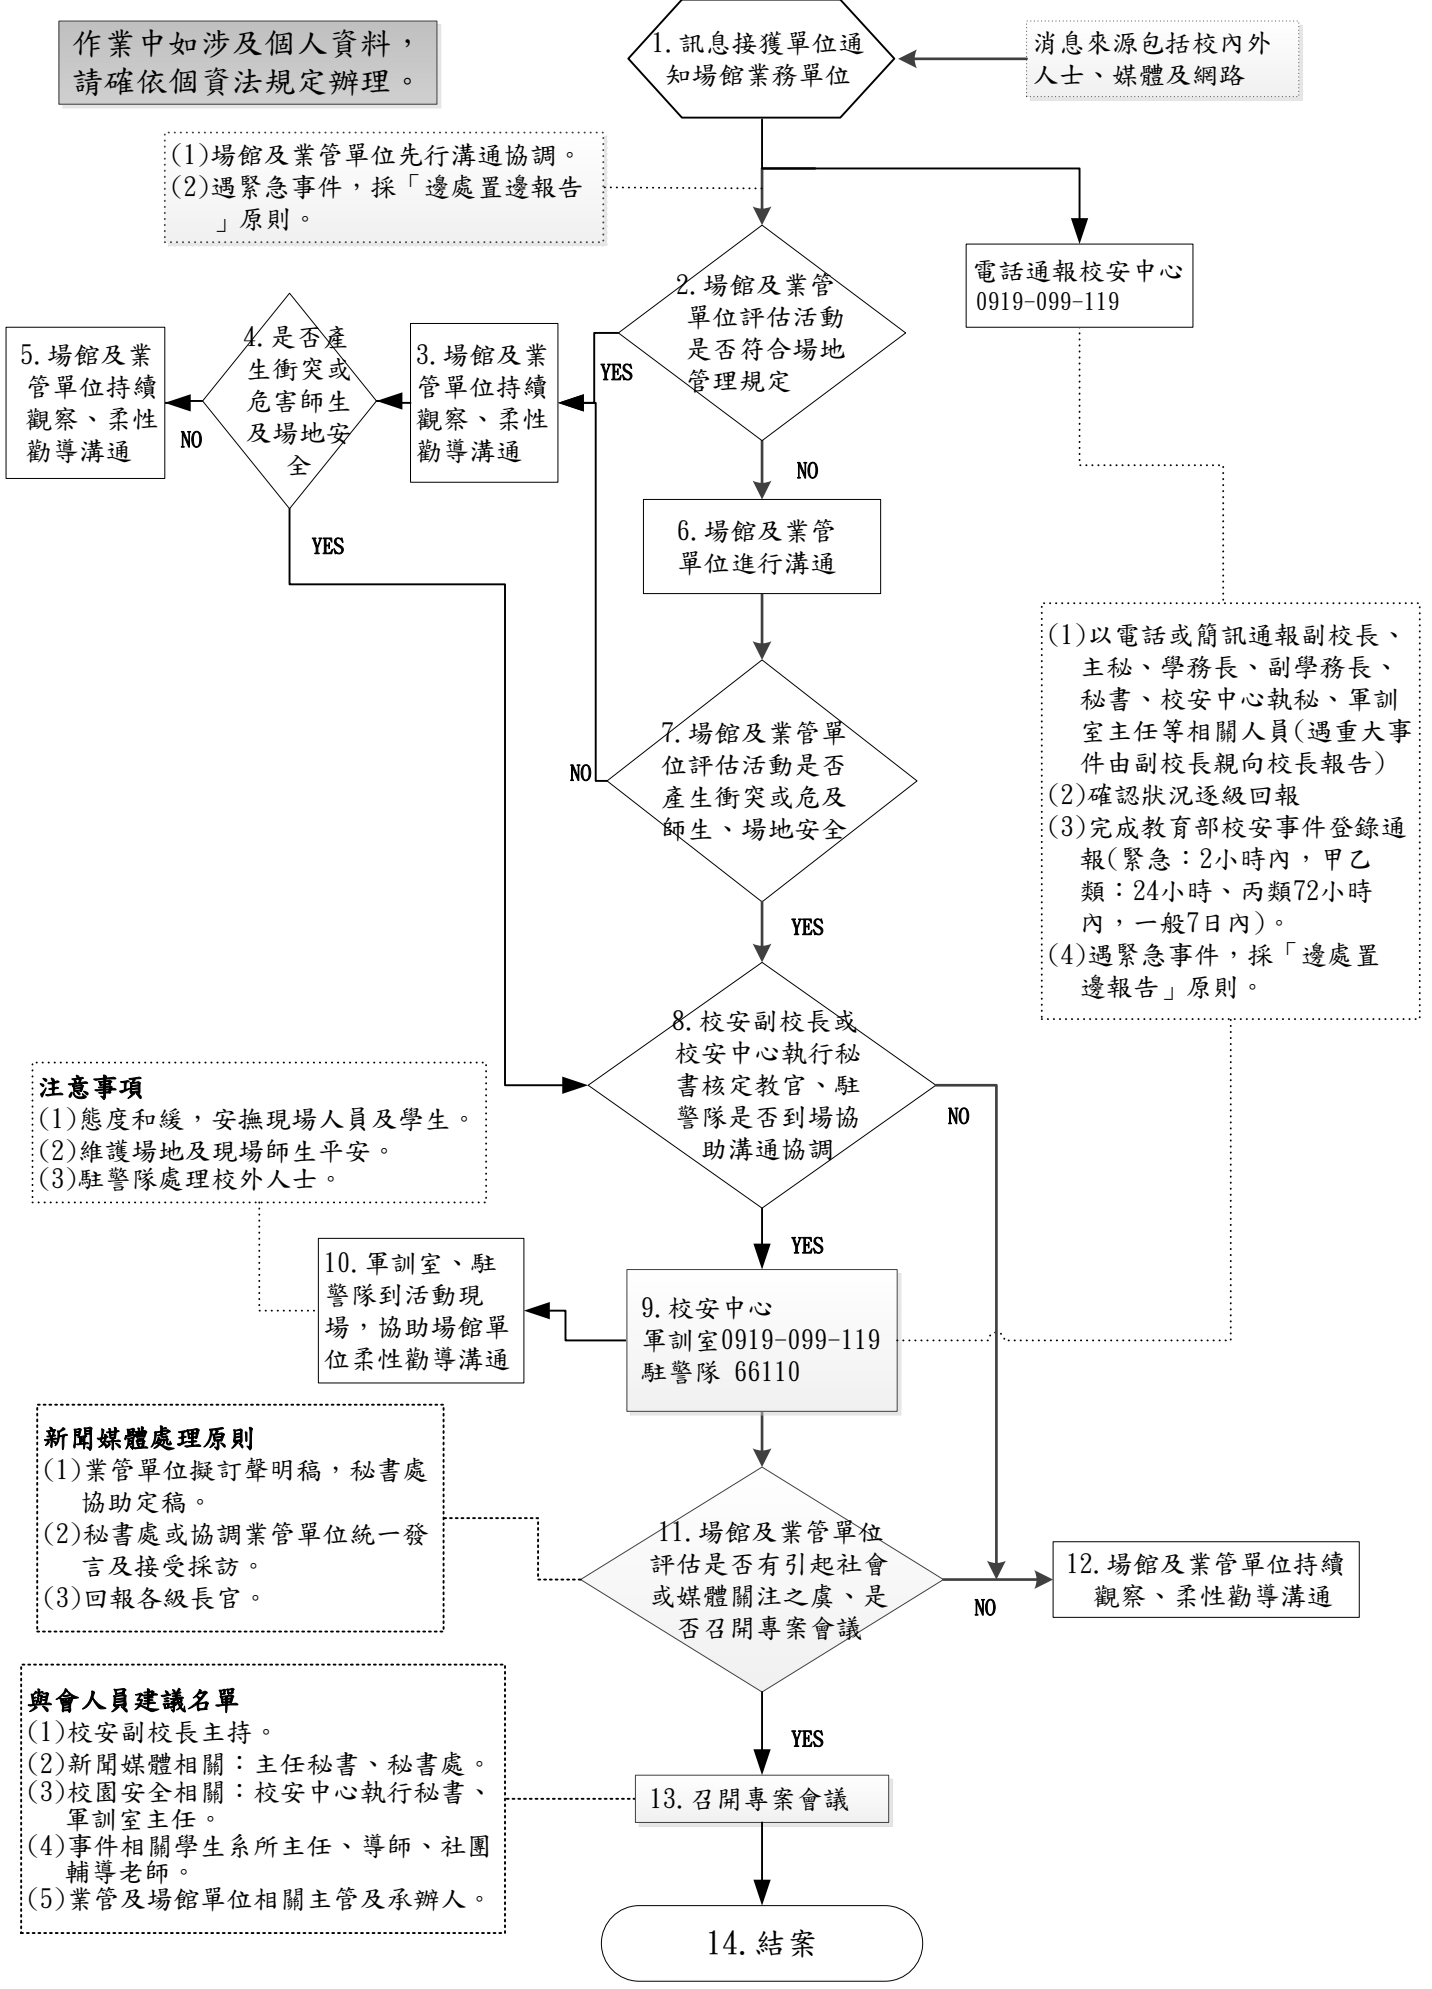 作業中如涉及個人資料，
請確依個資法規定辦理。
1.訊息接獲單位通
知場館業務單位
消息來源包括校內外
人士、媒體及網路
(1)場館及業管單位先行溝通協調。
(2)遇緊急事件，採「邊處置邊報告
」原則。
電話通報校安中心
0919-099-119
2.場館及業管
單位評估活動
是否符合場地
管理規定
YES
NO
3.場館及業
管單位持續
觀察、柔性
勸導溝通
4.是否產
生衝突或
危害師生
及場地安
全
NO
YES
5.場館及業
管單位持續
觀察、柔性
勸導溝通
6.場館及業管
單位進行溝通
7.場館及業管單
位評估活動是否
產生衝突或危及
師生、場地安全
NO
YES
(1)以電話或簡訊通報副校長、
主秘、學務長、副學務長、
秘書、校安中心執秘、軍訓
室主任等相關人員(遇重大事
件由副校長親向校長報告)
(2)確認狀況逐級回報
(3)完成教育部校安事件登錄通
報(緊急：2小時內，甲乙
類：24小時、丙類72小時
內，一般7日內)。
(4)遇緊急事件，採「邊處置
邊報告」原則。
8.校安副校長或
校安中心執行秘
書核定教官、駐
警隊是否到場協
助溝通協調
NO
YES
注意事項
(1)態度和緩，安撫現場人員及學生。
(2)維護場地及現場師生平安。
(3)駐警隊處理校外人士。
9.校安中心
軍訓室0919-099-119
駐警隊 66110
10.軍訓室、駐
警隊到活動現
場，協助場館單
位柔性勸導溝通
新聞媒體處理原則
(1)業管單位擬訂聲明稿，秘書處
協助定稿。
(2)秘書處或協調業管單位統一發
言及接受採訪。
(3)回報各級長官。
11.場館及業管單位
評估是否有引起社會
或媒體關注之虞、是
否召開專案會議
NO
YES
12.場館及業管單位持續
觀察、柔性勸導溝通
與會人員建議名單
(1)校安副校長主持。
(2)新聞媒體相關：主任秘書、秘書處。
(3)校園安全相關：校安中心執行秘書、
軍訓室主任。
(4)事件相關學生系所主任、導師、社團
輔導老師。
(5)業管及場館單位相關主管及承辦人。
13.召開專案會議
14.結案